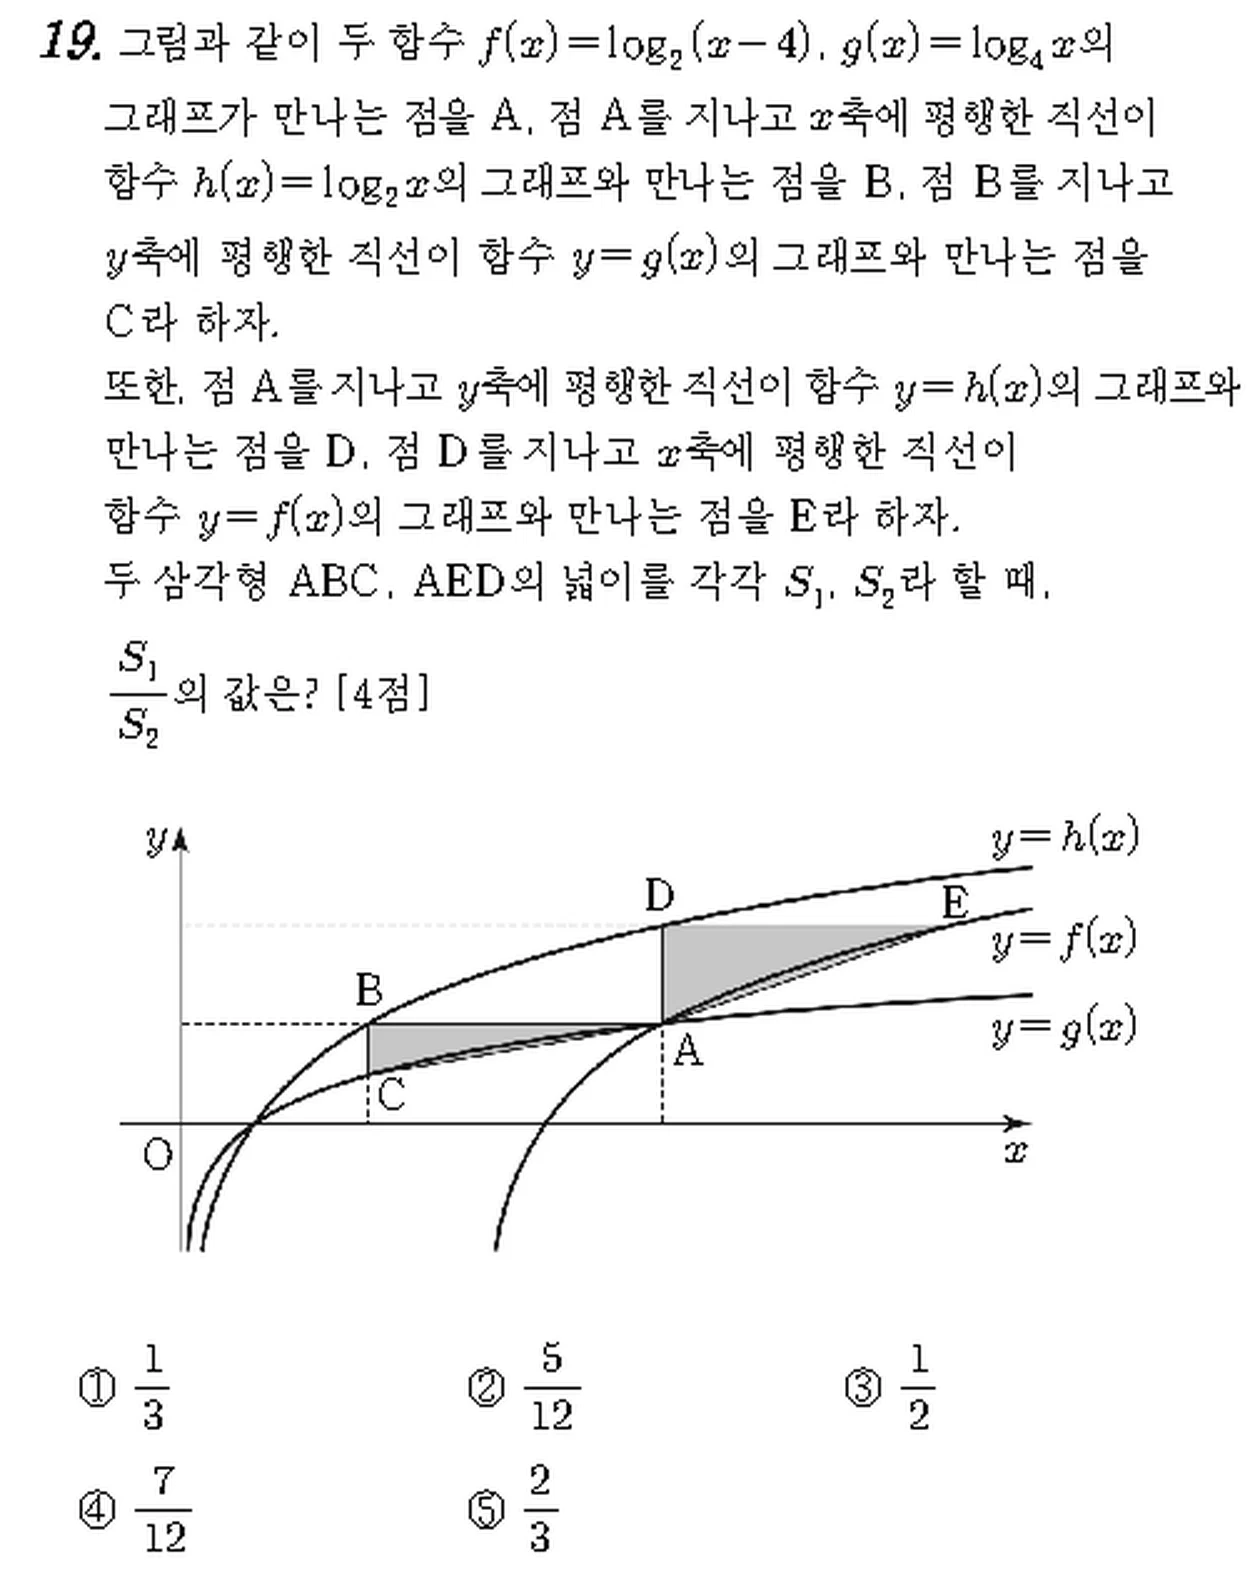 19. 그림과 같이 두 함수 f(x)=log₂(x−4), g(x)=log₄x의
그래프가 만나는 점을 A, 점 A를 지나고 x축에 평행한 직선이
함수 h(x)=log₂x의 그래프와 만나는 점을 B, 점 B를 지나고
y축에 평행한 직선이 함수 y=g(x)의 그래프와 만나는 점을
C라 하자.
또한, 점 A를 지나고 y축에 평행한 직선이 함수 y=h(x)의 그래프와
만나는 점을 D, 점 D를 지나고 x축에 평행한 직선이
함수 y=f(x)의 그래프와 만나는 점을 E라 하자.
두 삼각형 ABC, AED의 넓이를 각각 S₁, S₂라 할 때,
S₁/S₂의 값은? [4점]
y
y=h(x)
D
E
y=f(x)
B
y=g(x)
A
C
O
x
① 1/3 ② 5/12 ③ 1/2
④ 7/12 ⑤ 2/3